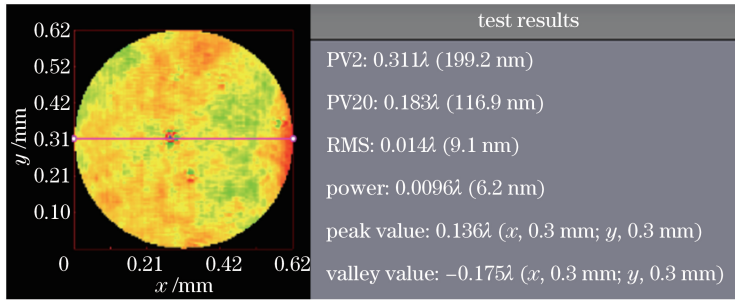 0.62
0.52
0.42
0.31
0.21
0.10
y /mm
0 0.21 0.42 0.62
x /mm
test results
PV2: 0.311λ (199.2 nm)
PV20: 0.183λ (116.9 nm)
RMS: 0.014λ (9.1 nm)
power: 0.0096λ (6.2 nm)
peak value: 0.136λ (x, 0.3 mm; y, 0.3 mm)
valley value: −0.175λ (x, 0.3 mm; y, 0.3 mm)